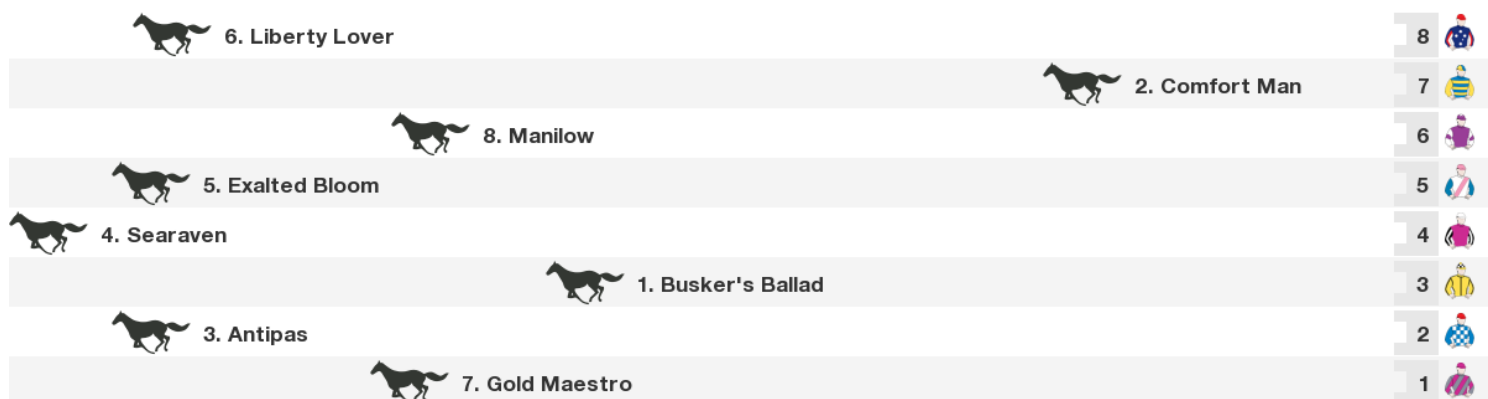 6. Liberty Lover 8
2. Comfort Man 7
8. Manilow 6
5. Exalted Bloom 5
4. Searaven 4
1. Busker's Ballad 3
3. Antipas 2
7. Gold Maestro 1